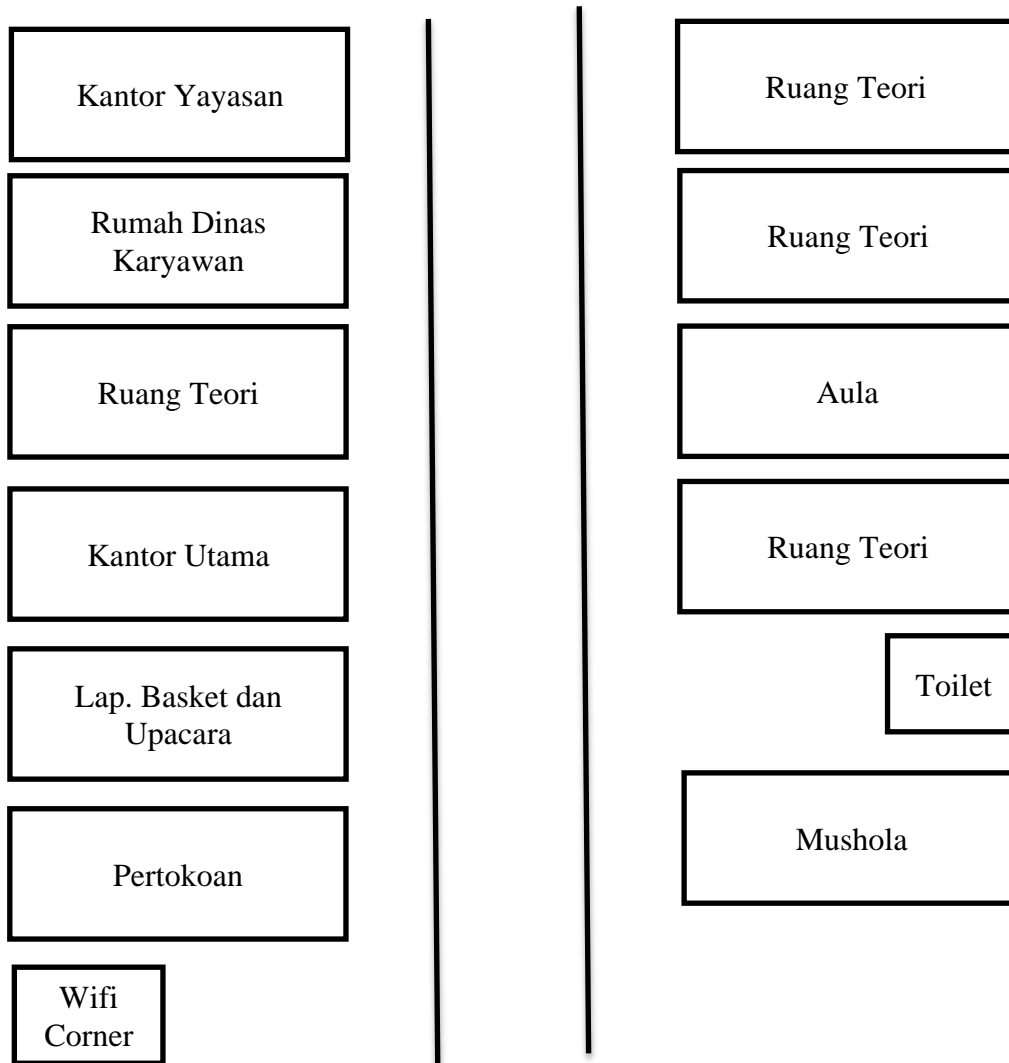 Kantor Yayasan
Rumah Dinas
Karyawan
Ruang Teori
Kantor Utama
Lap. Basket dan
Upacara
Pertokoan
Wifi
Corner
Ruang Teori
Ruang Teori
Aula
Ruang Teori
Toilet
Mushola